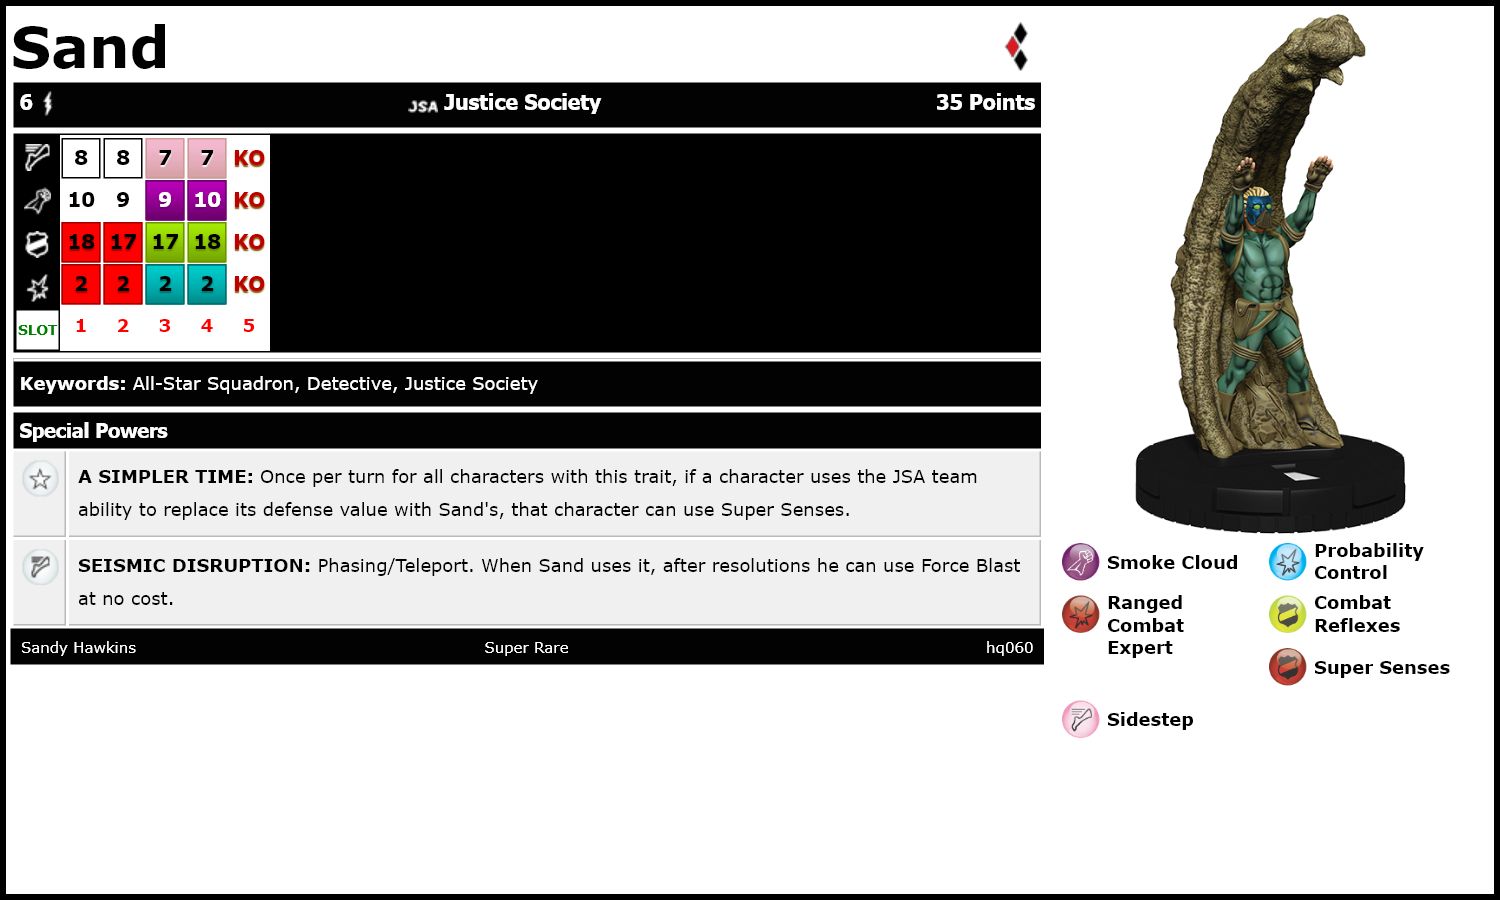 Sand
6 JSA Justice Society 35 Points
8 8 7 7 KO
10 9 9 10 KO
18 17 17 18 KO
2 2 2 2 KO
SLOT 1 2 3 4 5
Keywords: All-Star Squadron, Detective, Justice Society
Special Powers
A SIMPLER TIME: Once per turn for all characters with this trait, if a character uses the JSA team
ability to replace its defense value with Sand's, that character can use Super Senses.
SEISMIC DISRUPTION: Phasing/Teleport. When Sand uses it, after resolutions he can use Force Blast
at no cost.
Sandy Hawkins Super Rare hq060
Smoke Cloud
Probability
Control
Ranged
Combat
Expert
Combat
Reflexes
Super Senses
Sidestep